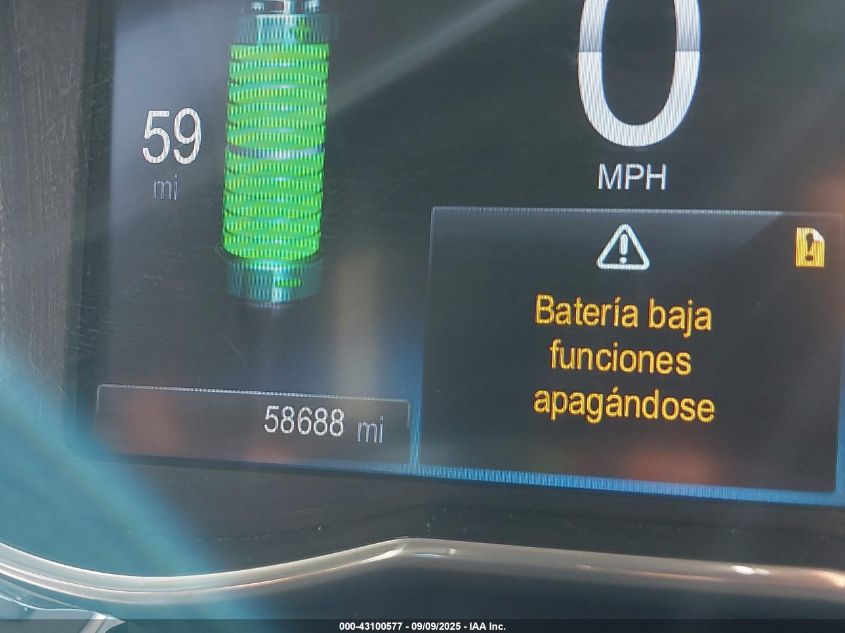 0
59
mi
MPH
Batería baja
funciones
apagándose
58688 mi
000-43100577 - 09/09/2025 - IAA Inc.